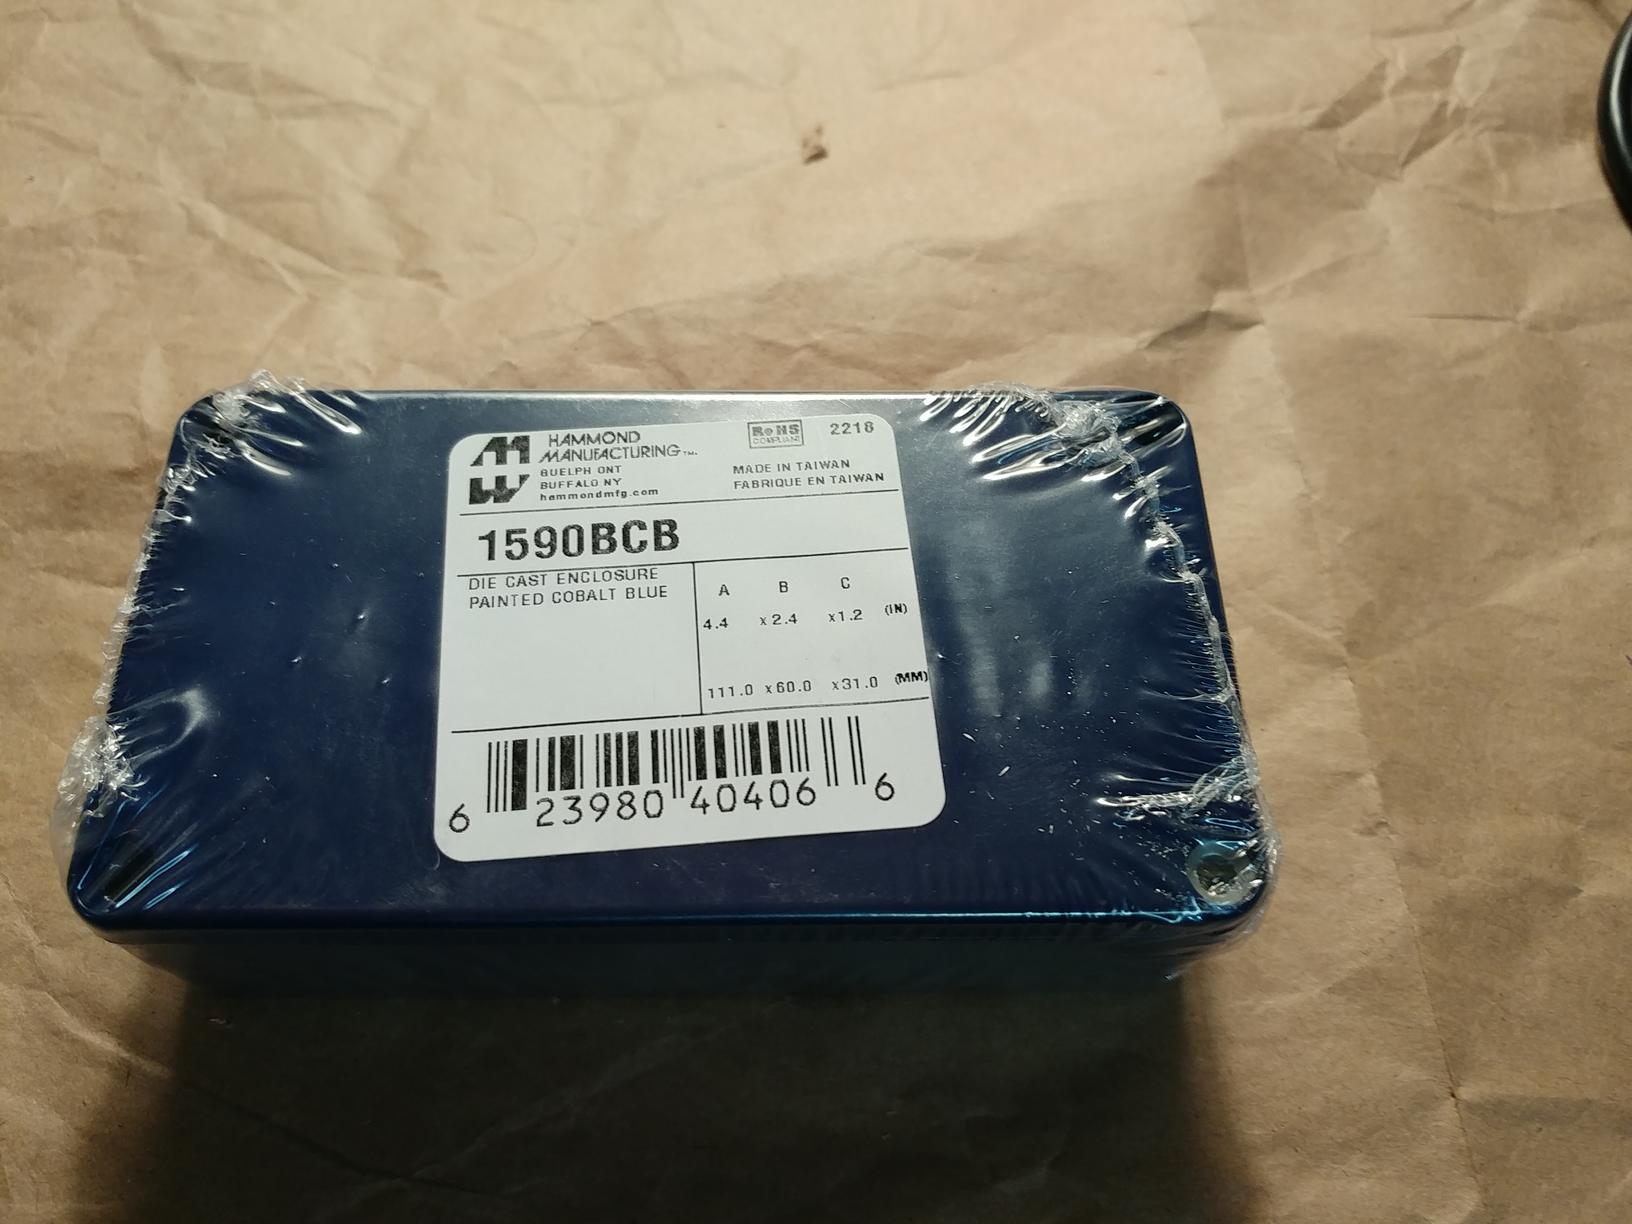 HAMMOND
MANUFACTURING™
GUELPH ONT
BUFFALO NY
hammondmfg.com
RoHS
COMPLIANT
2218
MADE IN TAIWAN
FABRIQUE EN TAIWAN
1590BCB
DIE CAST ENCLOSURE
PAINTED COBALT BLUE
A B C
4.4 x 2.4 x 1.2 (IN)
111.0 x 60.0 x 31.0 (MM)
6 23980 40406 6